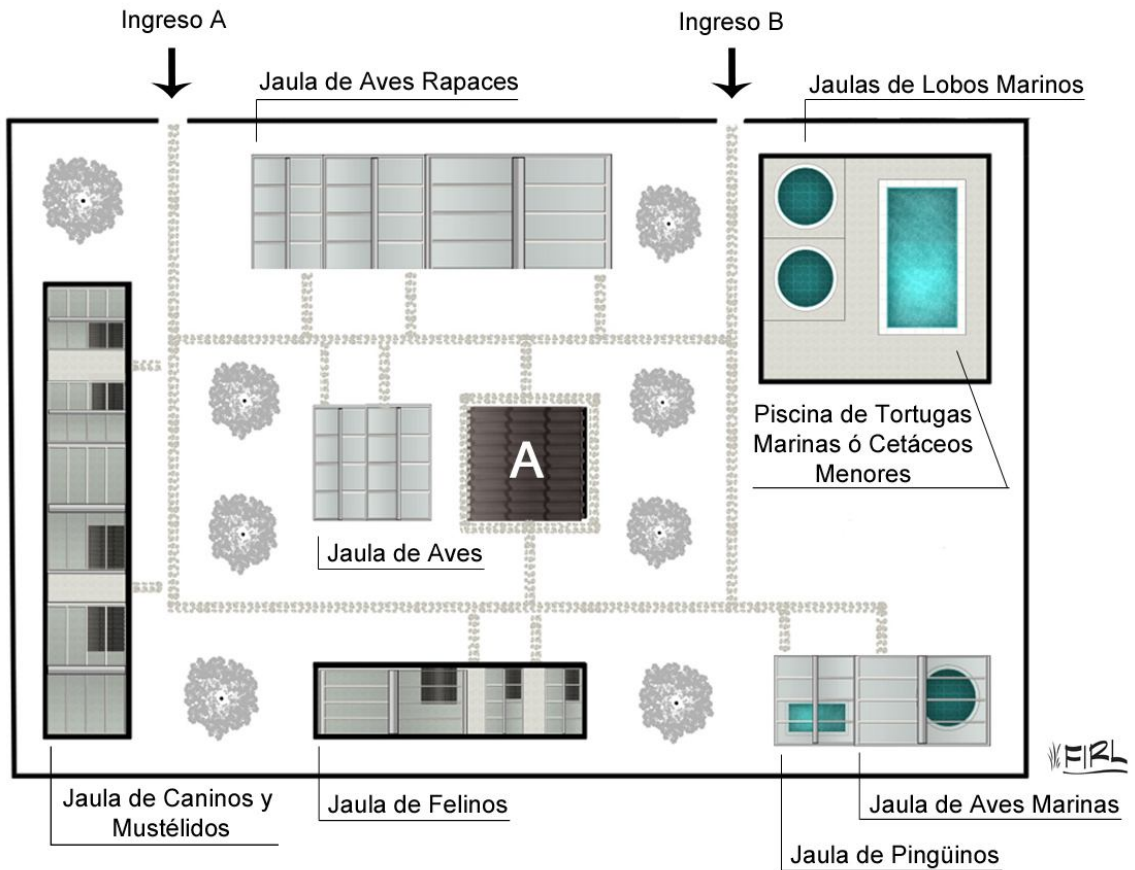 Ingreso A
Ingreso B
Jaula de Aves Rapaces
Jaulas de Lobos Marinos
Piscina de Tortugas
Marinas ó Cetáceos
Menores
A
Jaula de Aves
Jaula de Caninos y
Mustélidos
Jaula de Felinos
Jaula de Aves Marinas
Jaula de Pingüinos
FIRL